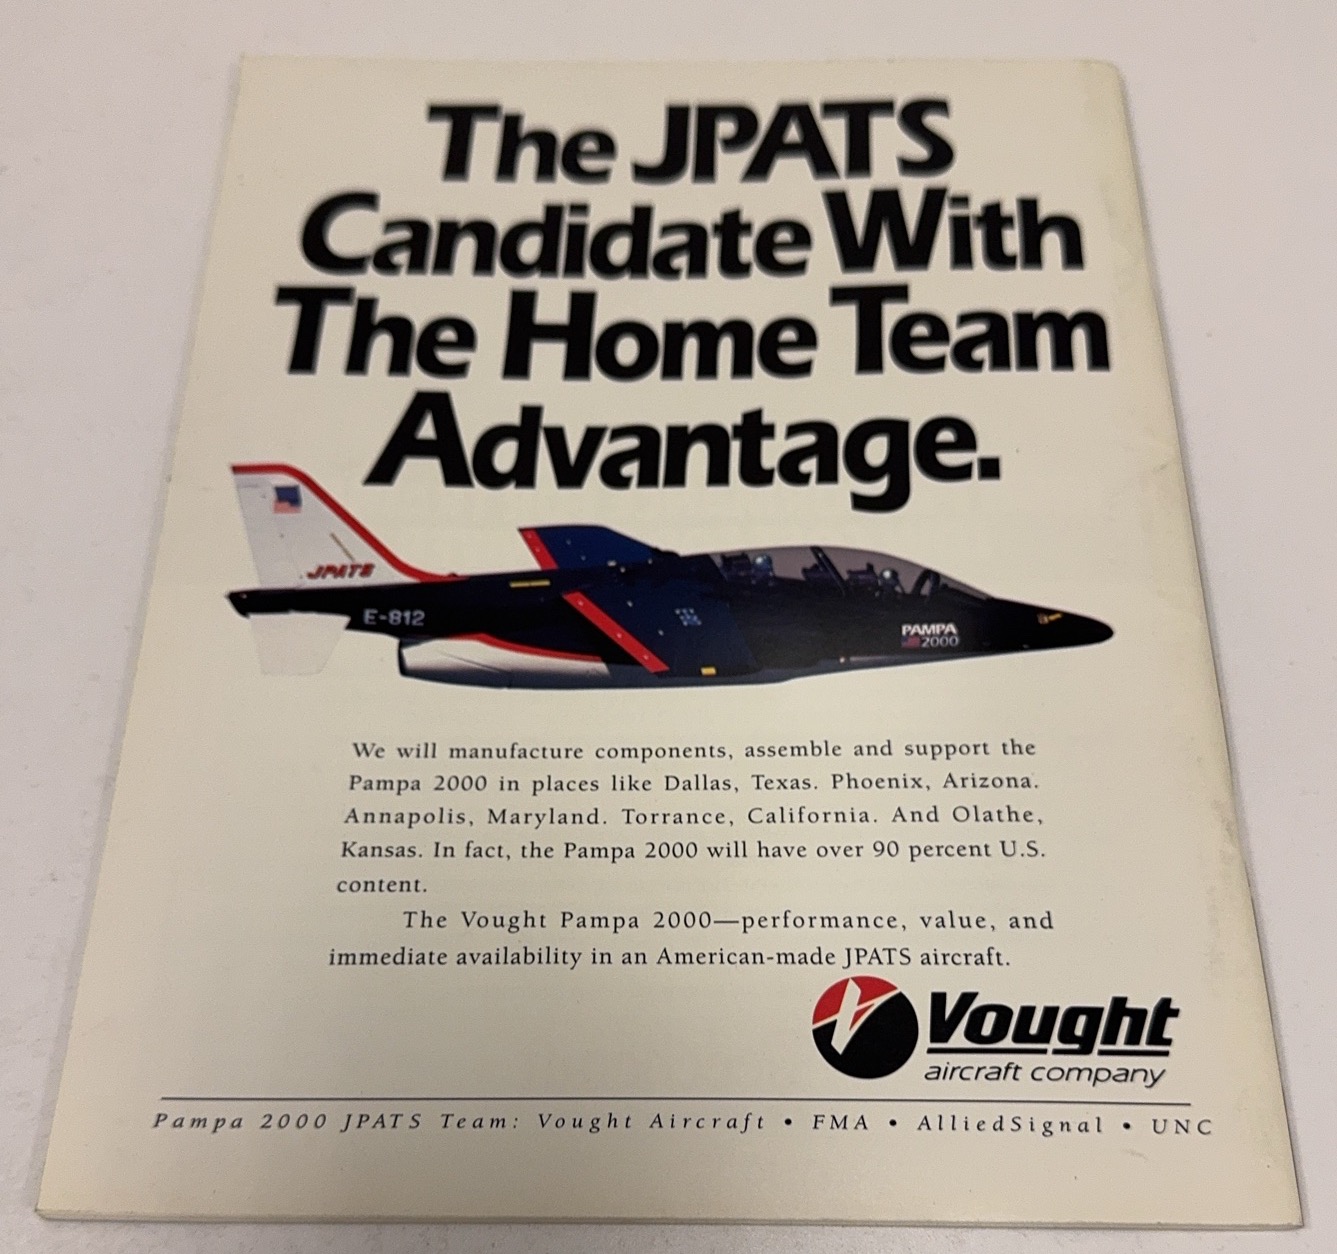 The JPATS
Candidate With
The Home Team
Advantage.
JPATS
E-812
PAMPA
2000
We will manufacture components, assemble and support the
Pampa 2000 in places like Dallas, Texas. Phoenix, Arizona.
Annapolis, Maryland. Torrance, California. And Olathe,
Kansas. In fact, the Pampa 2000 will have over 90 percent U.S.
content.
The Vought Pampa 2000—performance, value, and
immediate availability in an American-made JPATS aircraft.
Vought
aircraft company
Pampa 2000 JPATS Team: Vought Aircraft • FMA • AlliedSignal • UNC